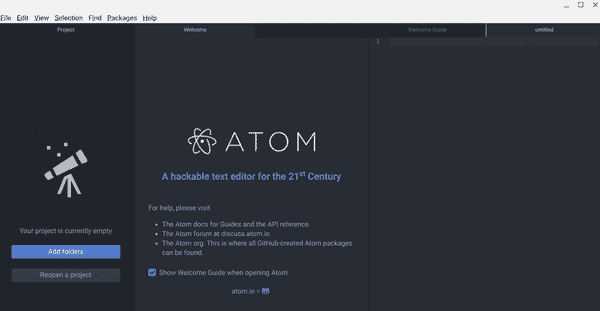 File Edit View Selection Find Packages Help
Project Welcome Welcome Guide untitled
1
ATOM
A hackable text editor for the 21st Century
For help, please visit
• The Atom docs for Guides and the API reference.
• The Atom forum at discuss.atom.io
• The Atom org. This is where all GitHub-created Atom packages
can be found.
Show Welcome Guide when opening Atom
atom.io ×
Your project is currently empty
Add folders
Reopen a project